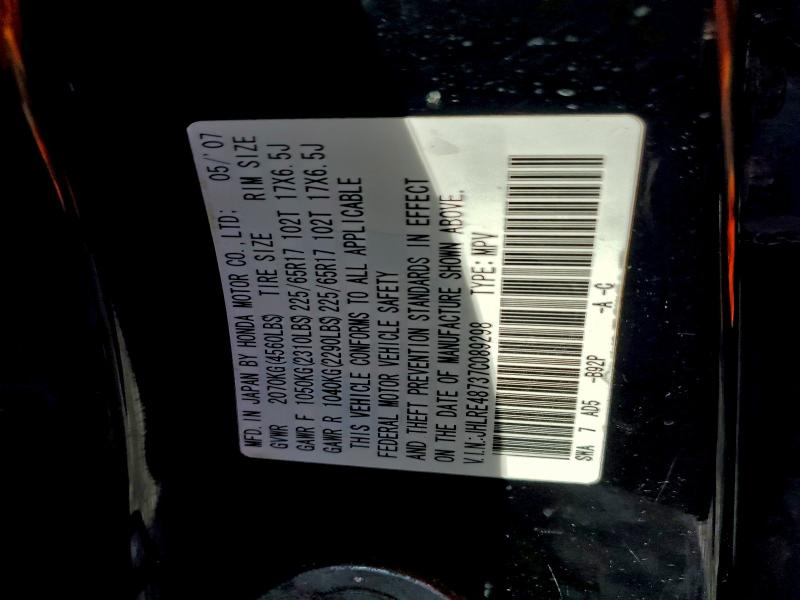 MFD. IN JAPAN BY HONDA MOTOR CO., LTD: 05/'07
GVWR 2070KG(4560LBS) TIRE SIZE RIM SIZE
GAWR F 1050KG(2310LBS) 225/65R17 102T 17X6.5J
GAWR R 1040KG(2290LBS) 225/65R17 102T 17X6.5J
THIS VEHICLE CONFORMS TO ALL APPLICABLE
FEDERAL MOTOR VEHICLE SAFETY
AND THEFT PREVENTION STANDARDS IN EFFECT
ON THE DATE OF MANUFACTURE SHOWN ABOVE.
V.I.N.:JHLRE48737C089298 TYPE: MPV
SWA 7 AD5 -B92P -A -C